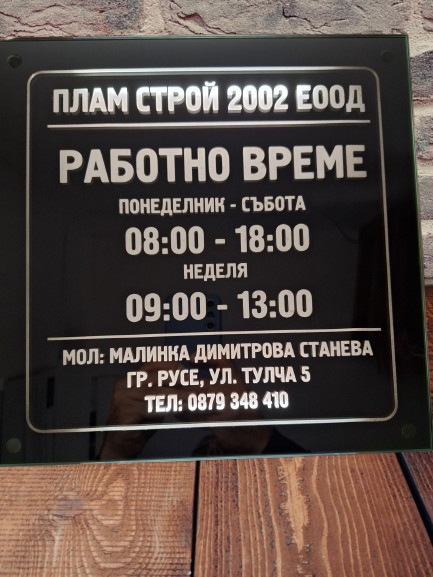 ПЛАМ СТРОЙ 2002 ЕООД
РАБОТНО ВРЕМЕ
ПОНЕДЕЛНИК - СЪБОТА
08:00 - 18:00
НЕДЕЛЯ
09:00 - 13:00
МОЛ: МАЛИНКА ДИМИТРОВА СТАНЕВА
ГР. РУСЕ, УЛ. ТУЛЧА 5
ТЕЛ: 0879 348 410